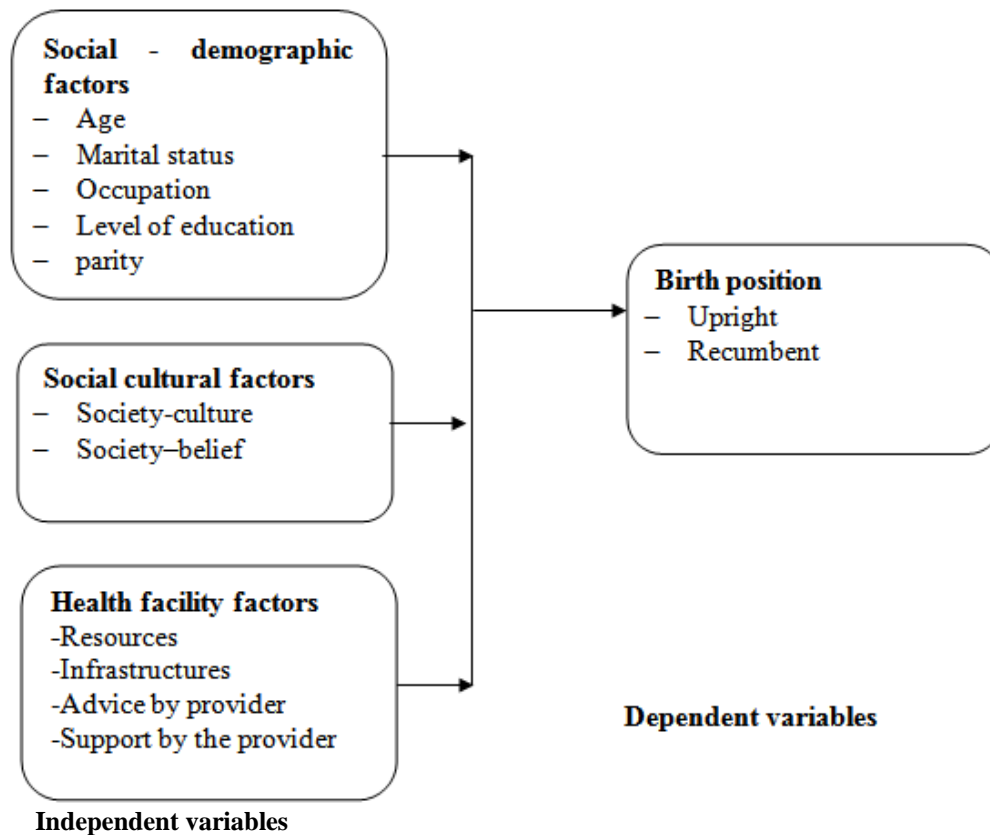 Social - demographic
factors
– Age
– Marital status
– Occupation
– Level of education
– parity
Birth position
– Upright
– Recumbent
Social cultural factors
– Society-culture
– Society–belief
Health facility factors
-Resources
-Infrastructures
-Advice by provider
-Support by the provider
Dependent variables
Independent variables